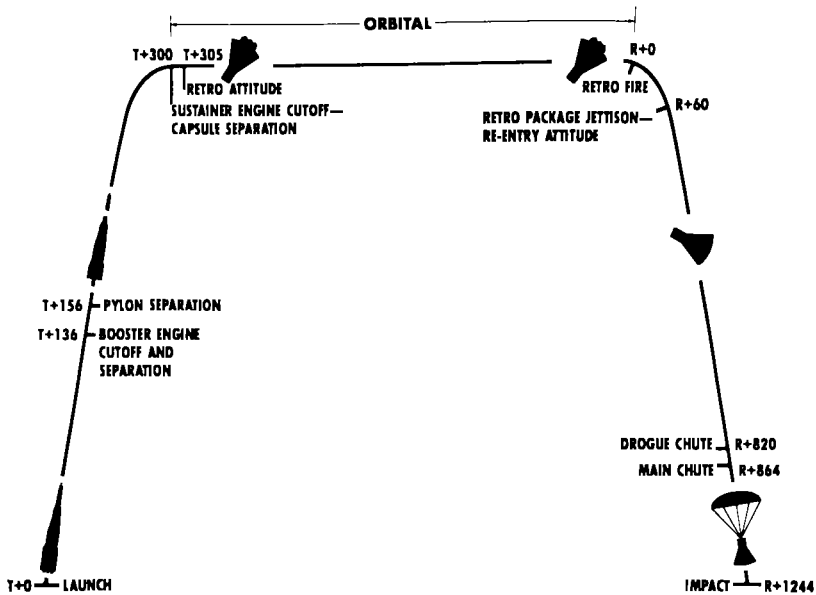 ORBITAL
T+300 T+305
RETRO ATTITUDE
SUSTAINER ENGINE CUTOFF—
CAPSULE SEPARATION
R+0
RETRO FIRE
RETRO PACKAGE JETTISON—
RE-ENTRY ATTITUDE
R+60
T+156
PYLON SEPARATION
T+136
BOOSTER ENGINE
CUTOFF AND
SEPARATION
DROGUE CHUTE
R+820
MAIN CHUTE
R+864
T+0
LAUNCH
IMPACT
R+1244